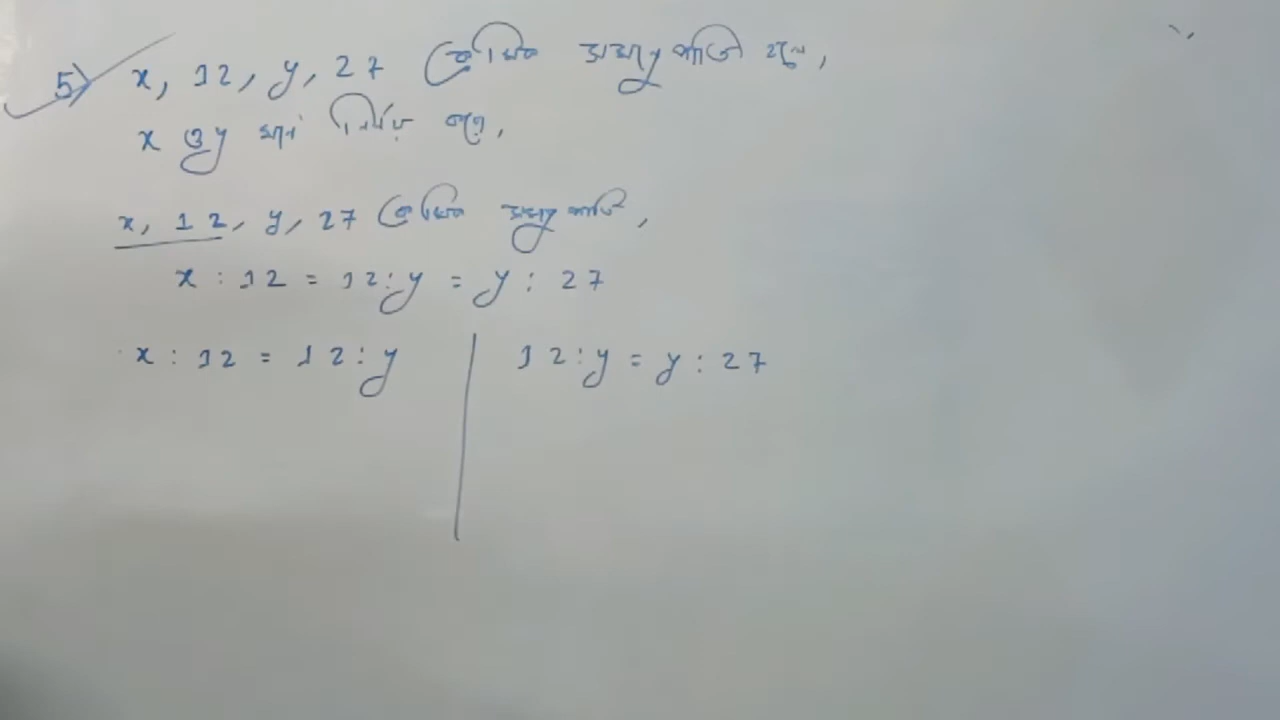 5) x, 12, y, 27 ক্রমিক সমানুপাতি হলে,
x ও y মান নির্ণয় করো,
x, 12, y, 27 ক্রমিক সমানুপাতি,
x : 12 = 12 : y = y : 27
x : 12 = 12 : y | 12 : y = y : 27